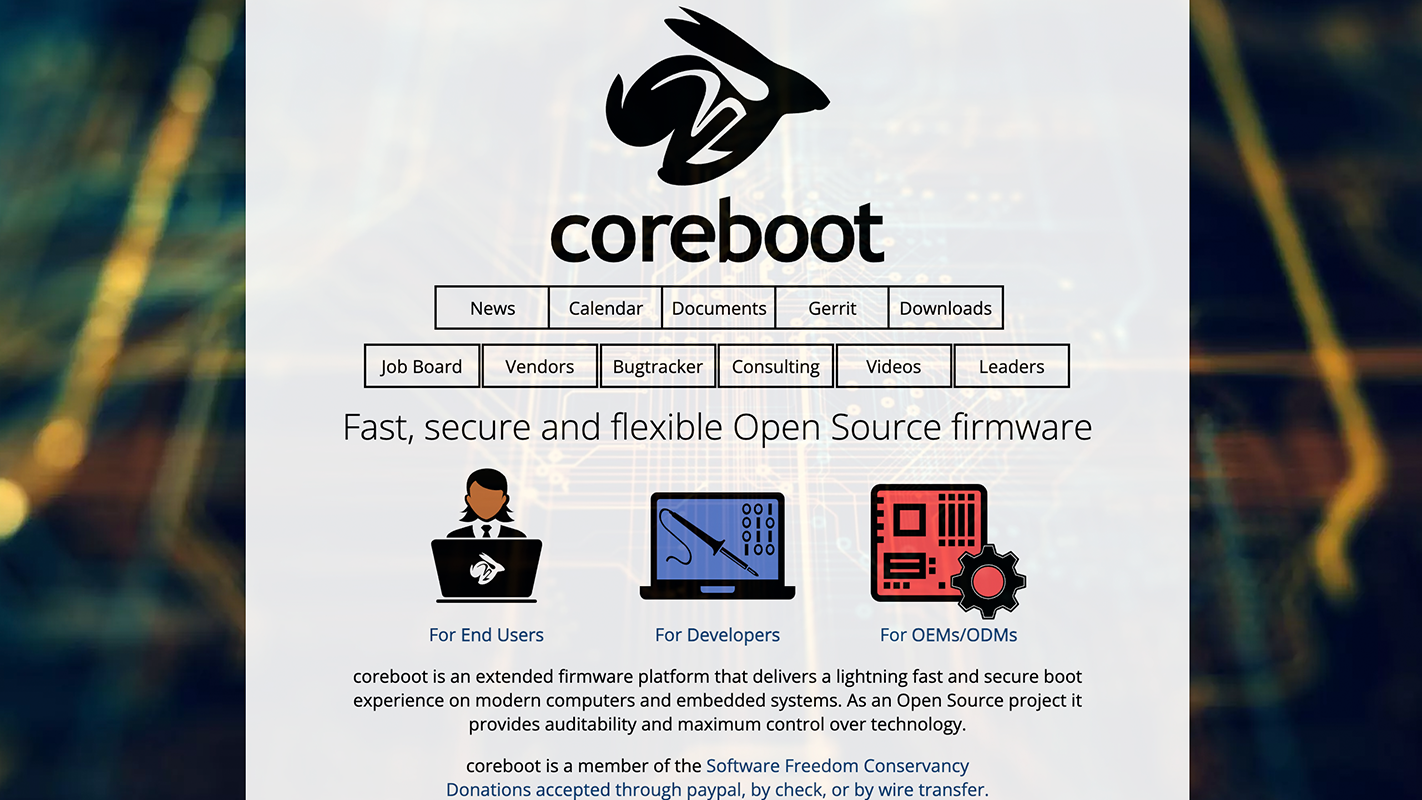 coreboot
News Calendar Documents Gerrit Downloads
Job Board Vendors Bugtracker Consulting Videos Leaders
Fast, secure and flexible Open Source firmware
For End Users For Developers For OEMs/ODMs
coreboot is an extended firmware platform that delivers a lightning fast and secure boot
experience on modern computers and embedded systems. As an Open Source project it
provides auditability and maximum control over technology.
coreboot is a member of the Software Freedom Conservancy
Donations accepted through paypal, by check, or by wire transfer.